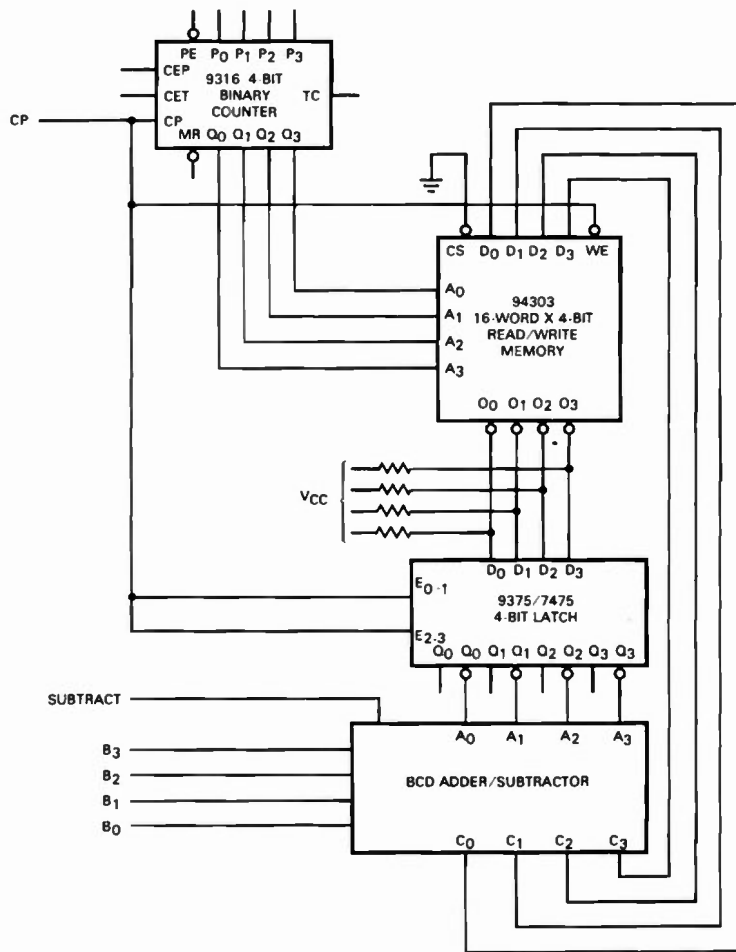 PE P0 P1 P2 P3
CEP
9316 4-BIT
BINARY
COUNTER
CET
TC
CP
CP
MR Q0 Q1 Q2 Q3
CS D0 D1 D2 D3 WE
A0
A1
A2
A3
94303
16-WORD X 4-BIT
READ/WRITE
MEMORY
O0 O1 O2 O3
VCC
D0 D1 D2 D3
E0-1
9375/7475
4-BIT LATCH
E2-3
Q0 Q0 Q1 Q1 Q2 Q2 Q3 Q3
SUBTRACT
A0 A1 A2 A3
B3
B2
B1
B0
BCD ADDER/SUBTRACTOR
C0 C1 C2 C3